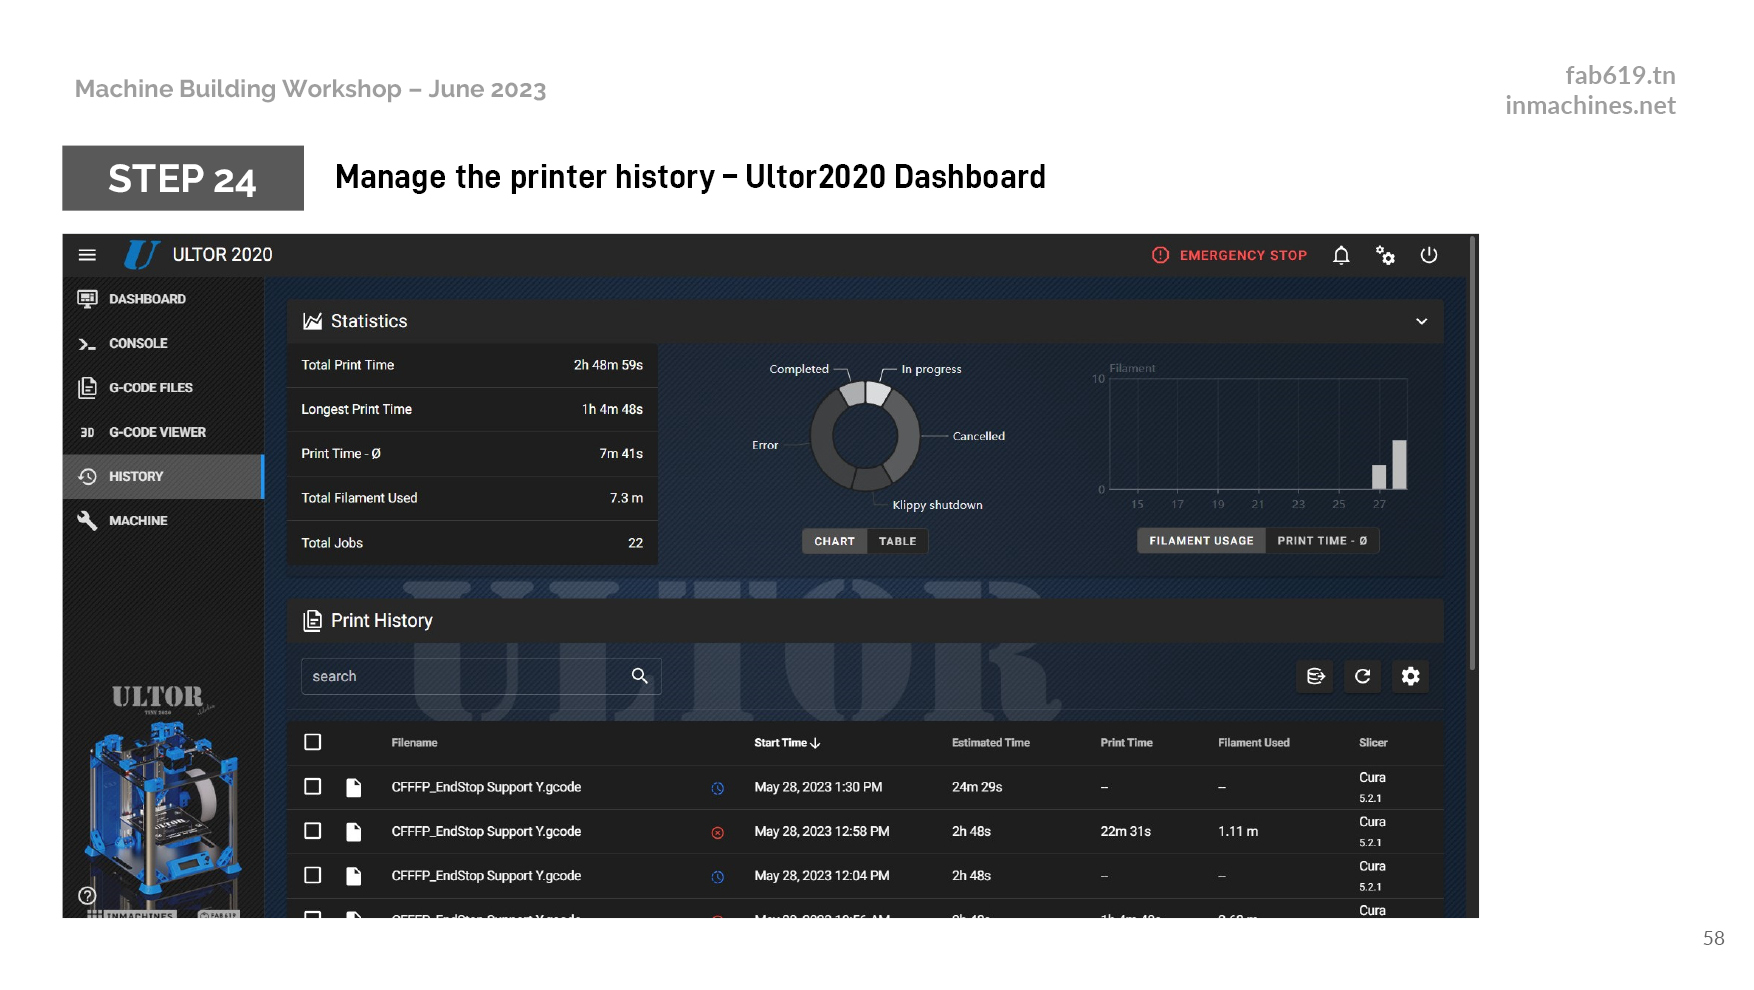 Machine Building Workshop – June 2023
fab619.tn
inmachines.net
STEP 24
Manage the printer history – Ultor2020 Dashboard
ULTOR 2020
EMERGENCY STOP
DASHBOARD
CONSOLE
G-CODE FILES
3D G-CODE VIEWER
HISTORY
MACHINE
Statistics
Total Print Time 2h 48m 59s
Longest Print Time 1h 4m 48s
Print Time - Ø 7m 41s
Total Filament Used 7.3 m
Total Jobs 22
Completed In progress
Cancelled
Error
Klippy shutdown
CHART TABLE
Filament
10
0
15 17 19 21 23 25 27
FILAMENT USAGE PRINT TIME - Ø
ULTOR
Print History
search
Filename Start Time Estimated Time Print Time Filament Used Slicer
CFFFP_EndStop Support Y.gcode May 28, 2023 1:30 PM 24m 29s -- -- Cura
5.2.1
CFFFP_EndStop Support Y.gcode May 28, 2023 12:58 PM 2h 48s 22m 31s 1.11 m Cura
5.2.1
CFFFP_EndStop Support Y.gcode May 28, 2023 12:04 PM 2h 48s -- -- Cura
5.2.1
Cura
ULTOR
ULTOR
INMACHINES
58